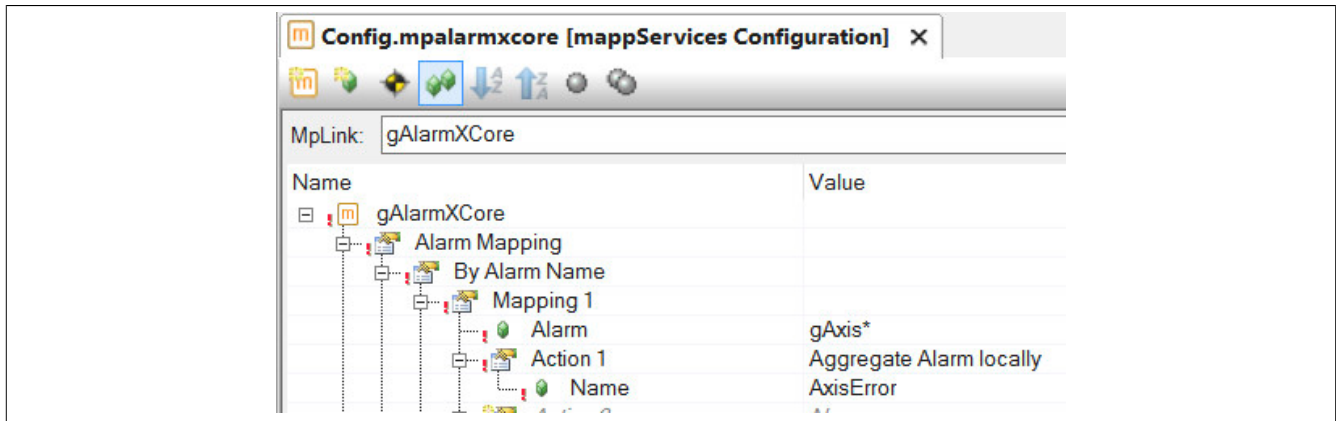 Config.mpalarmxcore [mappServices Configuration] ×
MpLink: gAlarmXCore
Name Value
gAlarmXCore
Alarm Mapping
By Alarm Name
Mapping 1
Alarm gAxis*
Action 1 Aggregate Alarm locally
Name AxisError